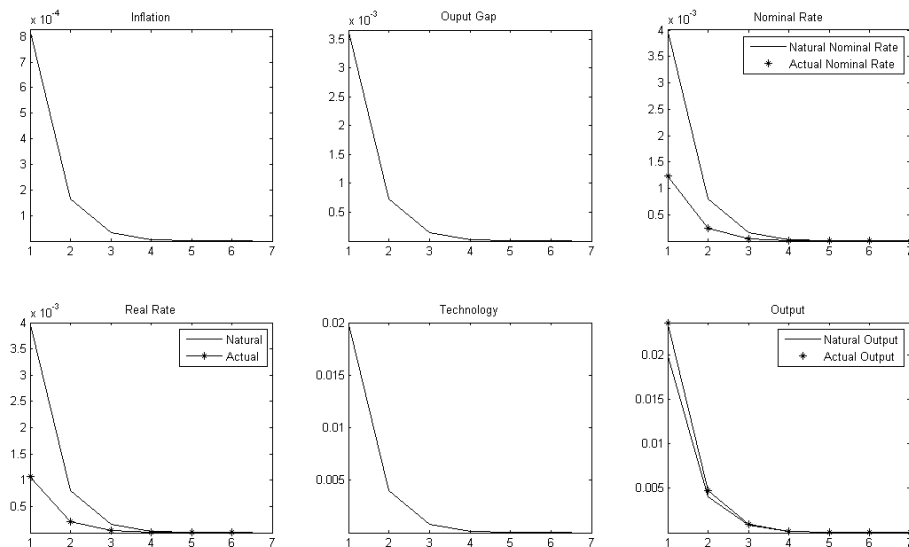 Inflation
x 10^-4
8
7
6
5
4
3
2
1
1 2 3 4 5 6 7
Ouput Gap
x 10^-3
3.5
3
2.5
2
1.5
1
0.5
1 2 3 4 5 6 7
Nominal Rate
x 10^-3
4
3.5
3
2.5
2
1.5
1
0.5
1 2 3 4 5 6 7
Natural Nominal Rate
Actual Nominal Rate
Real Rate
x 10^-3
4
3.5
3
2.5
2
1.5
1
0.5
1 2 3 4 5 6 7
Natural
Actual
Technology
0.02
0.015
0.01
0.005
1 2 3 4 5 6 7
Output
0.02
0.015
0.01
0.005
1 2 3 4 5 6 7
Natural Output
Actual Output